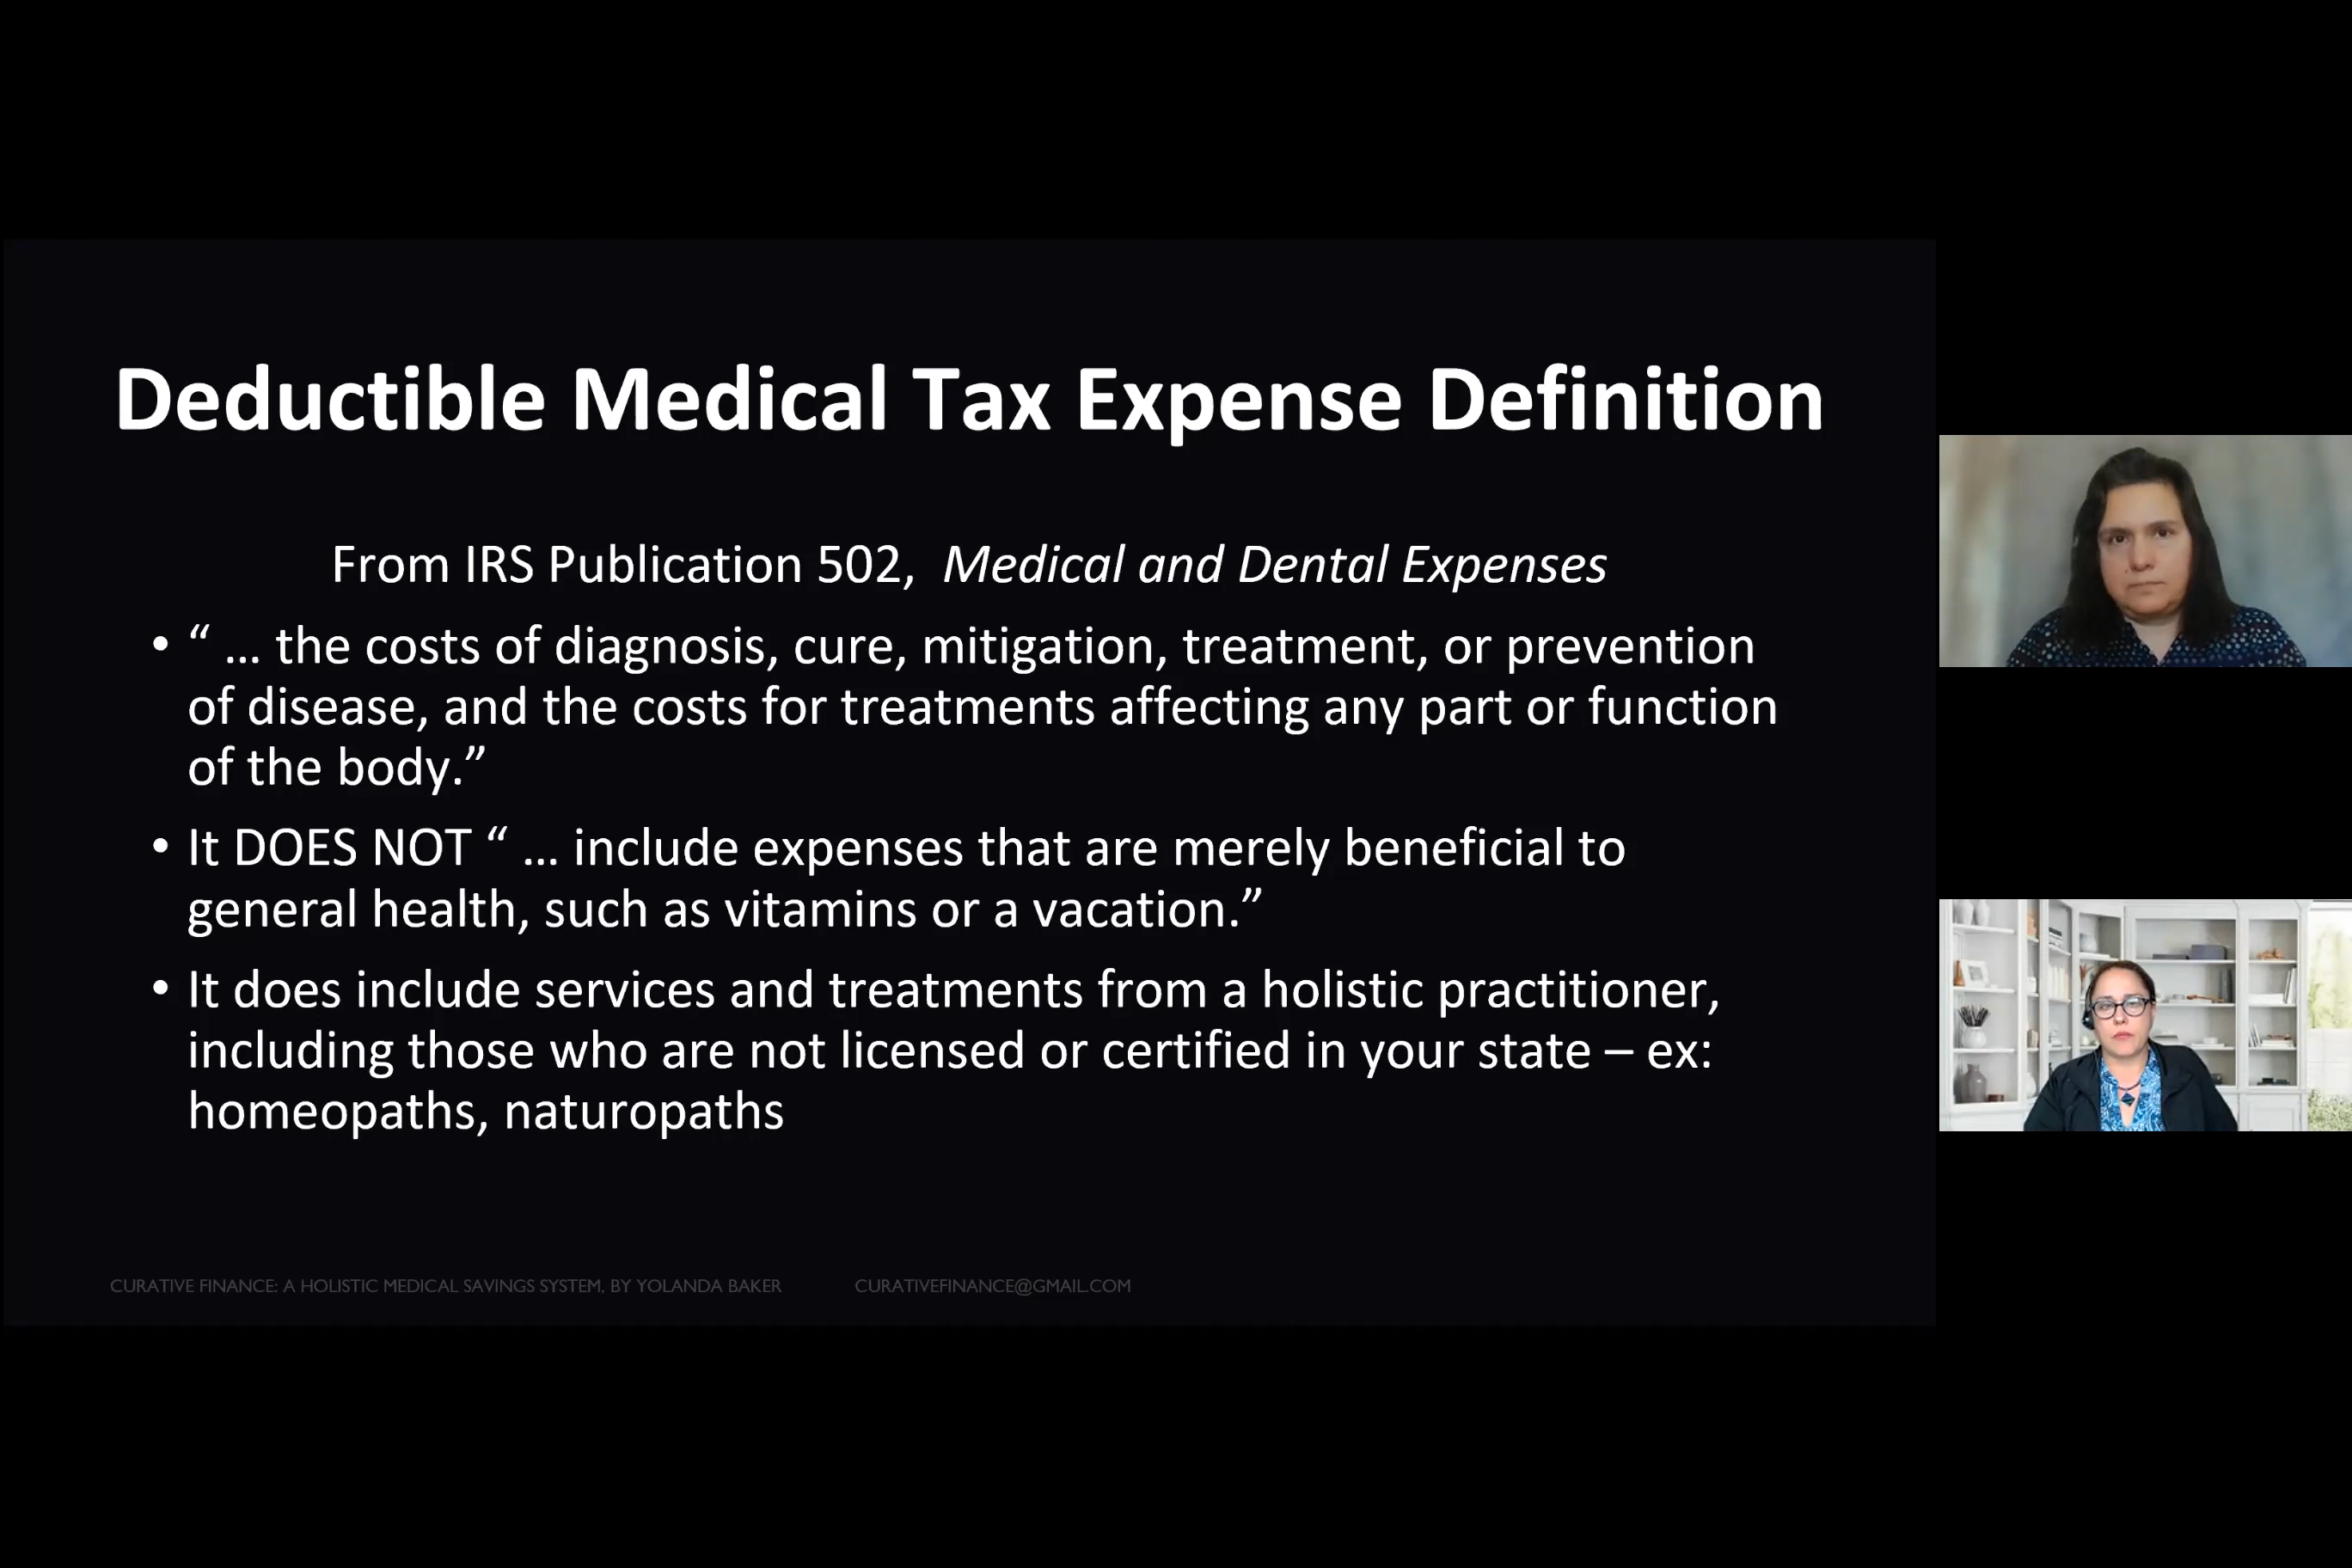 Deductible Medical Tax Expense Definition
From IRS Publication 502, Medical and Dental Expenses
• “ … the costs of diagnosis, cure, mitigation, treatment, or prevention
of disease, and the costs for treatments affecting any part or function
of the body.”
• It DOES NOT “ … include expenses that are merely beneficial to
general health, such as vitamins or a vacation.”
• It does include services and treatments from a holistic practitioner,
including those who are not licensed or certified in your state – ex:
homeopaths, naturopaths
CURATIVE FINANCE: A HOLISTIC MEDICAL SAVINGS SYSTEM, BY YOLANDA BAKER CURATIVEFINANCE@GMAIL.COM